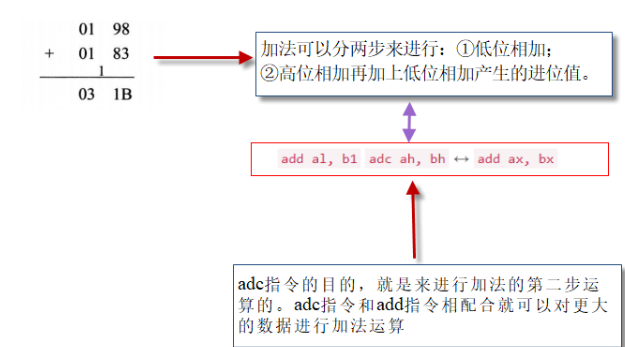 01 98
+ 01 83
1
03 1B
加法可以分两步来进行：①低位相加；
②高位相加再加上低位相加产生的进位值。
add al, b1 adc ah, bh ↔ add ax, bx
adc指令的目的，就是来进行加法的第二步运
算的。adc指令和add指令相配合就可以对更大
的数据进行加法运算